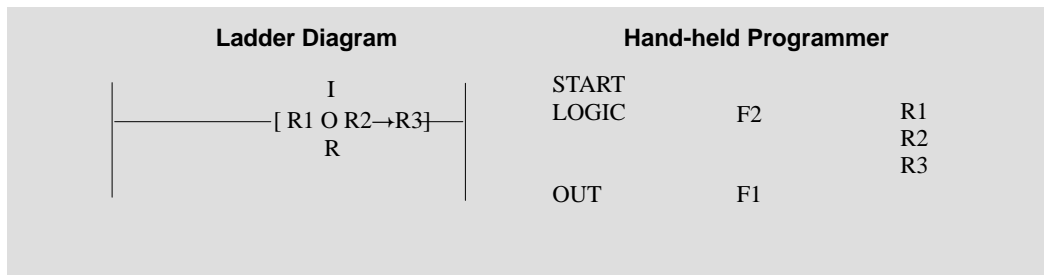 Ladder Diagram
I
[ R1 O R2→R3]
R
Hand-held Programmer
START
LOGIC F2 R1
R2
R3
OUT F1